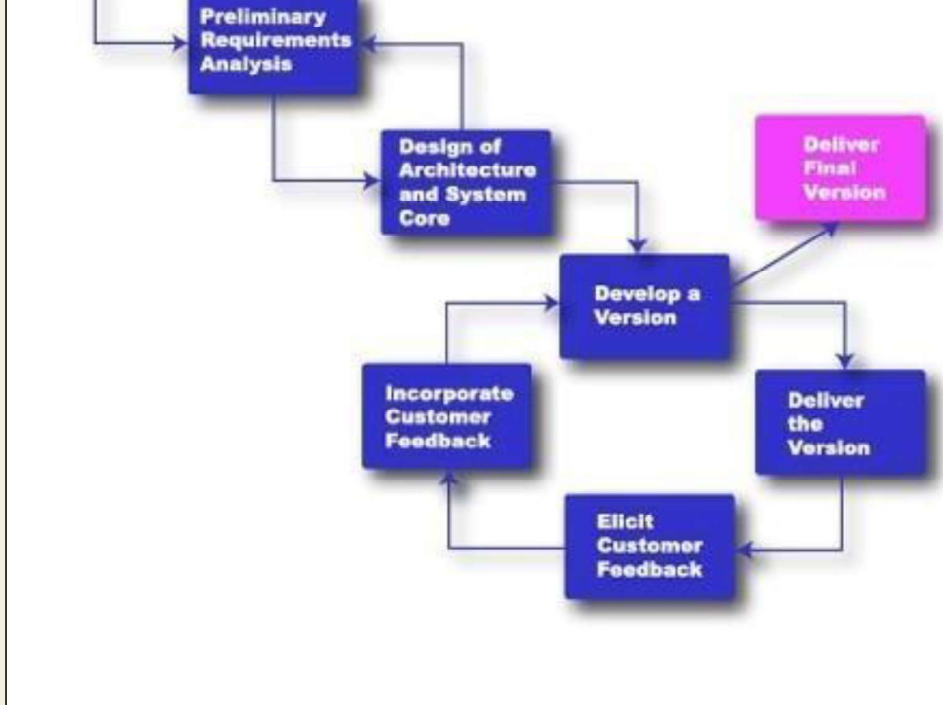 Preliminary
Requirements
Analysis
Design of
Architecture
and System
Core
Deliver
Final
Version
Develop a
Version
Incorporate
Customer
Feedback
Deliver
the
Version
Elicit
Customer
Feedback